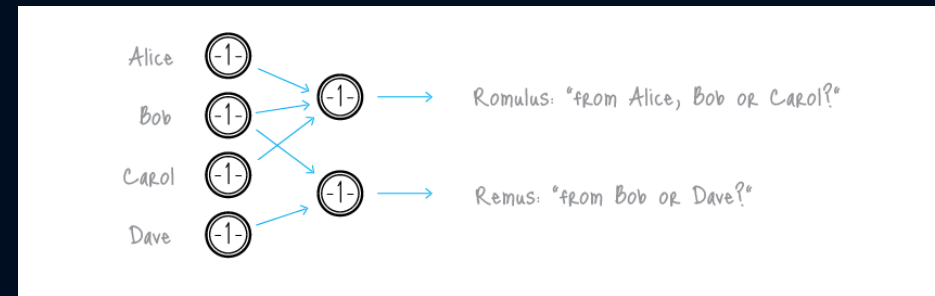 Alice -1-
-1- Romulus: "from Alice, Bob or Carol?"
Bob -1-
Carol -1-
-1- Remus: "from Bob or Dave?"
Dave -1-